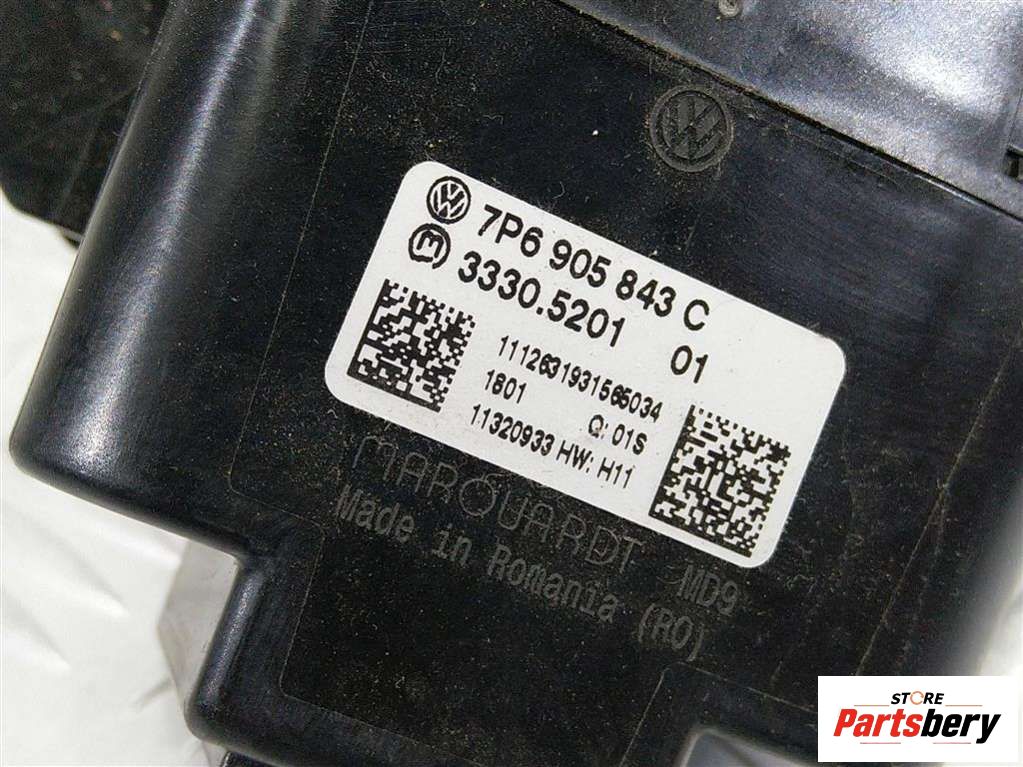 7P6 905 843 C
3330.5201 01
1112631931565034
1801 Q: 01S
11320933 HW: H11
MARQUARDT
Made in Romania (RO) MD9
STORE
Partsbery